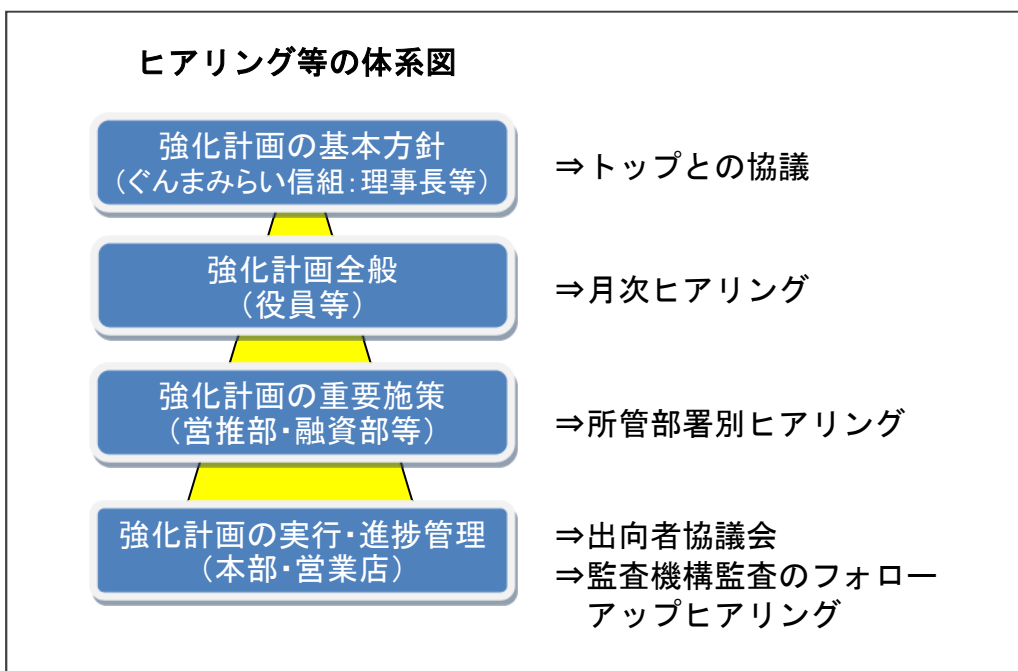 ヒアリング等の体系図
強化計画の基本方針
（ぐんまみらい信組：理事長等）
⇒トップとの協議
強化計画全般
（役員等）
⇒月次ヒアリング
強化計画の重要施策
（営推部・融資部等）
⇒所管部署別ヒアリング
強化計画の実行・進捗管理
（本部・営業店）
⇒出向者協議会
⇒監査機構監査のフォロー
アップヒアリング